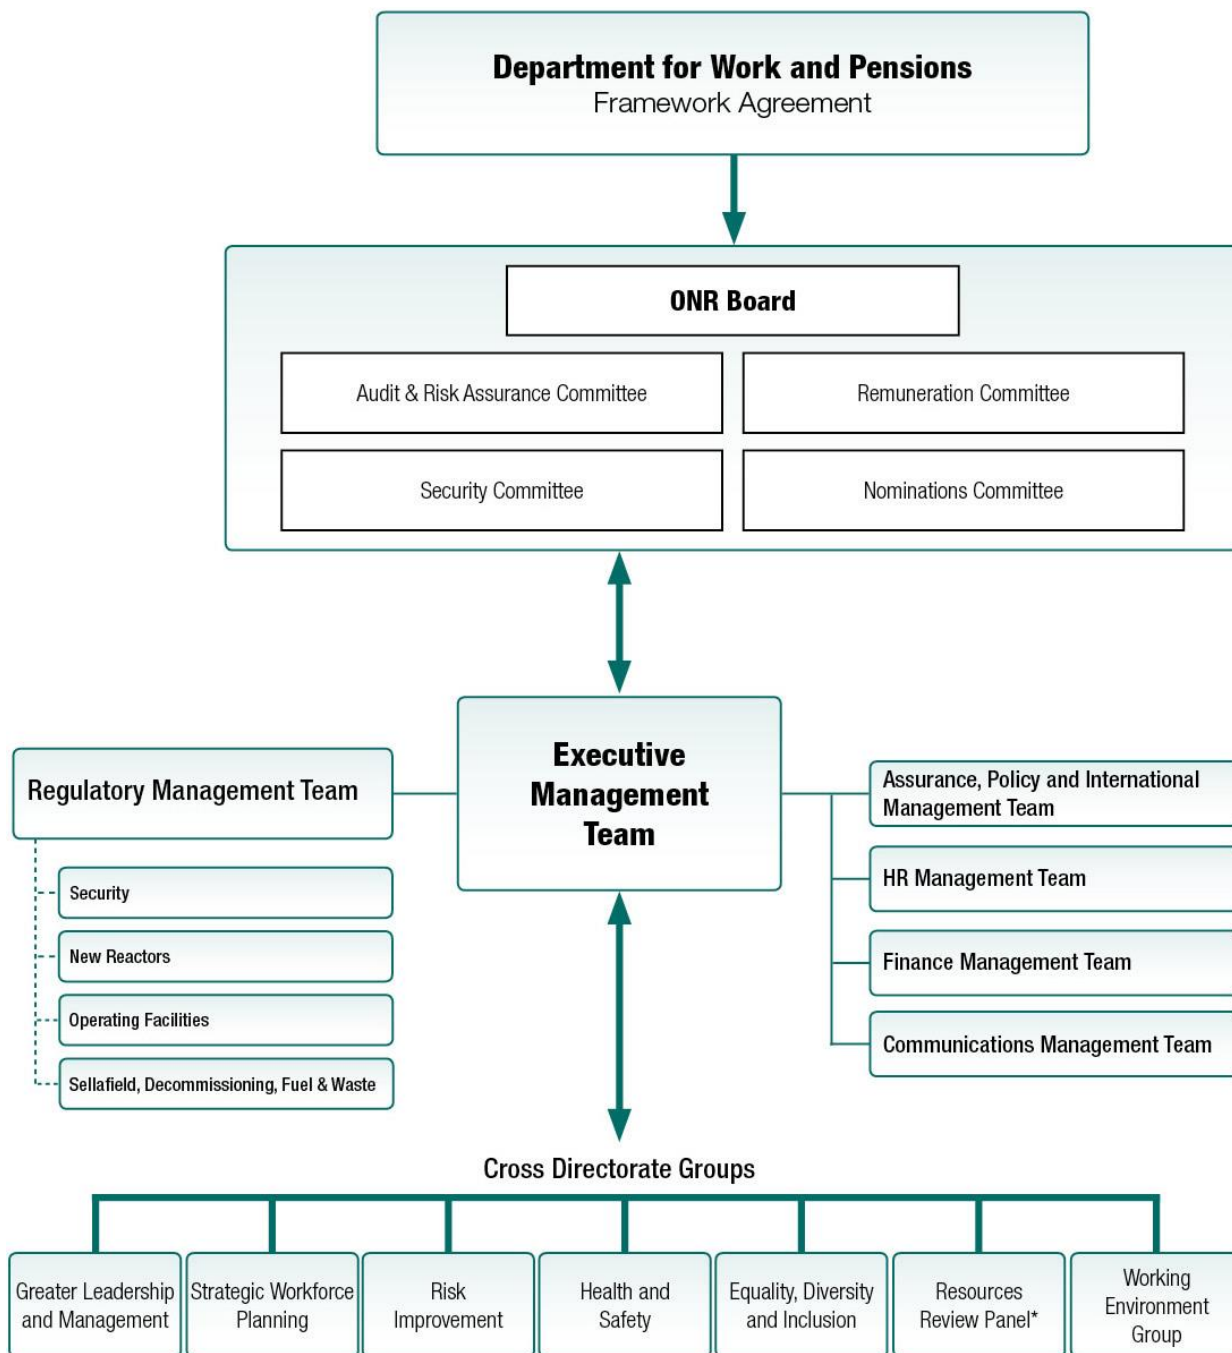 Department for Work and Pensions
Framework Agreement
ONR Board
Audit & Risk Assurance Committee
Remuneration Committee
Security Committee
Nominations Committee
Executive
Management
Team
Regulatory Management Team
Security
New Reactors
Operating Facilities
Sellafield, Decommissioning, Fuel & Waste
Assurance, Policy and International
Management Team
HR Management Team
Finance Management Team
Communications Management Team
Cross Directorate Groups
Greater Leadership
and Management
Strategic Workforce
Planning
Risk
Improvement
Health and
Safety
Equality, Diversity
and Inclusion
Resources
Review Panel*
Working
Environment
Group